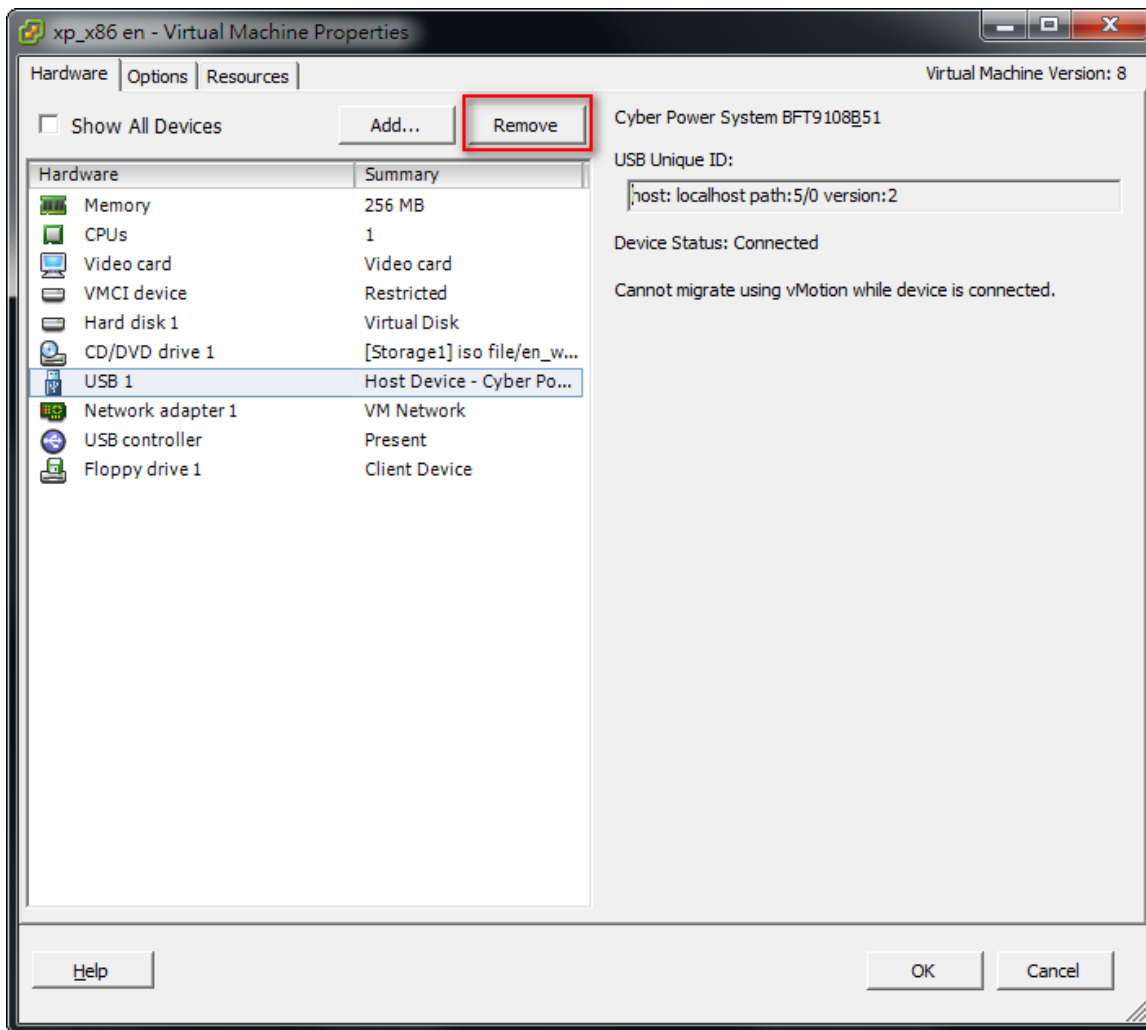 xp_x86 en - Virtual Machine Properties
Hardware Options Resources Virtual Machine Version: 8
Show All Devices Add... Remove
Hardware Summary
Memory 256 MB
CPUs 1
Video card Video card
VMCI device Restricted
Hard disk 1 Virtual Disk
CD/DVD drive 1 [Storage1] iso file/en_w...
USB 1 Host Device - Cyber Po...
Network adapter 1 VM Network
USB controller Present
Floppy drive 1 Client Device
Cyber Power System BFT9108B51
USB Unique ID:
host: localhost path:5/0 version:2
Device Status: Connected
Cannot migrate using vMotion while device is connected.
Help OK Cancel